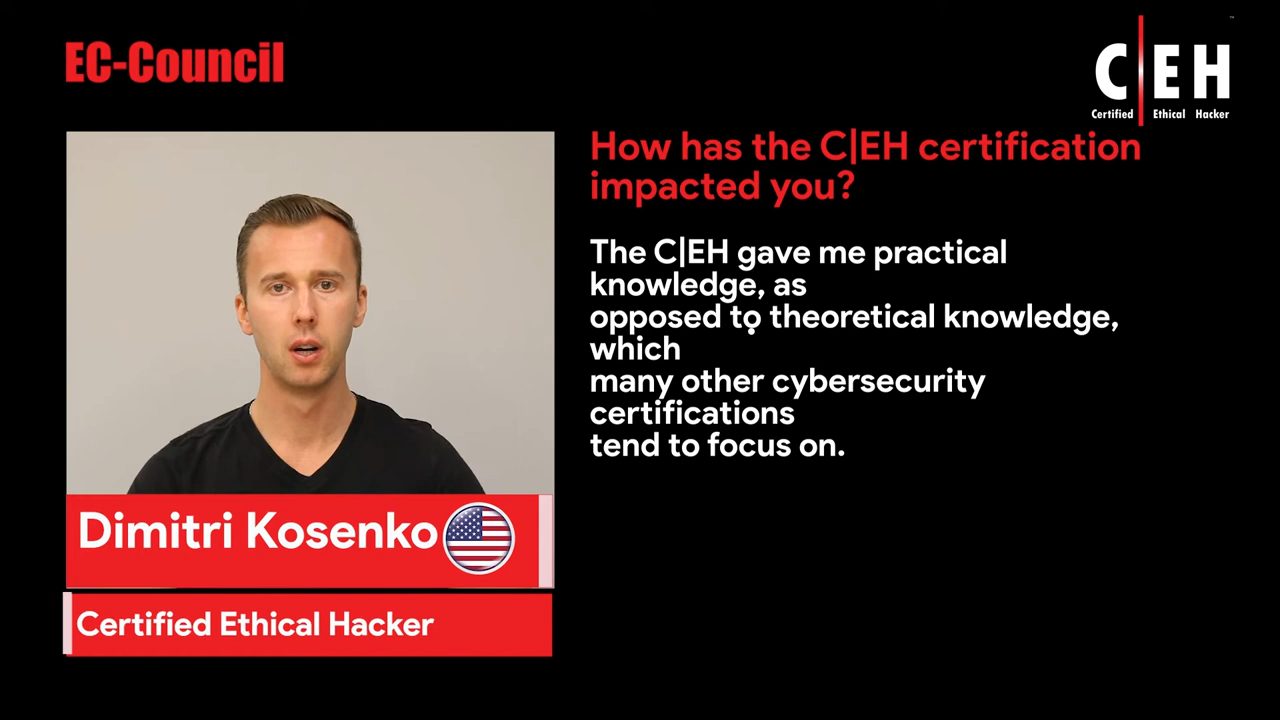 EC-Council
C|EH
™
Certified Ethical Hacker
How has the C|EH certification
impacted you?
The C|EH gave me practical
knowledge, as
opposed to theoretical knowledge,
which
many other cybersecurity
certifications
tend to focus on.
Dimitri Kosenko
Certified Ethical Hacker